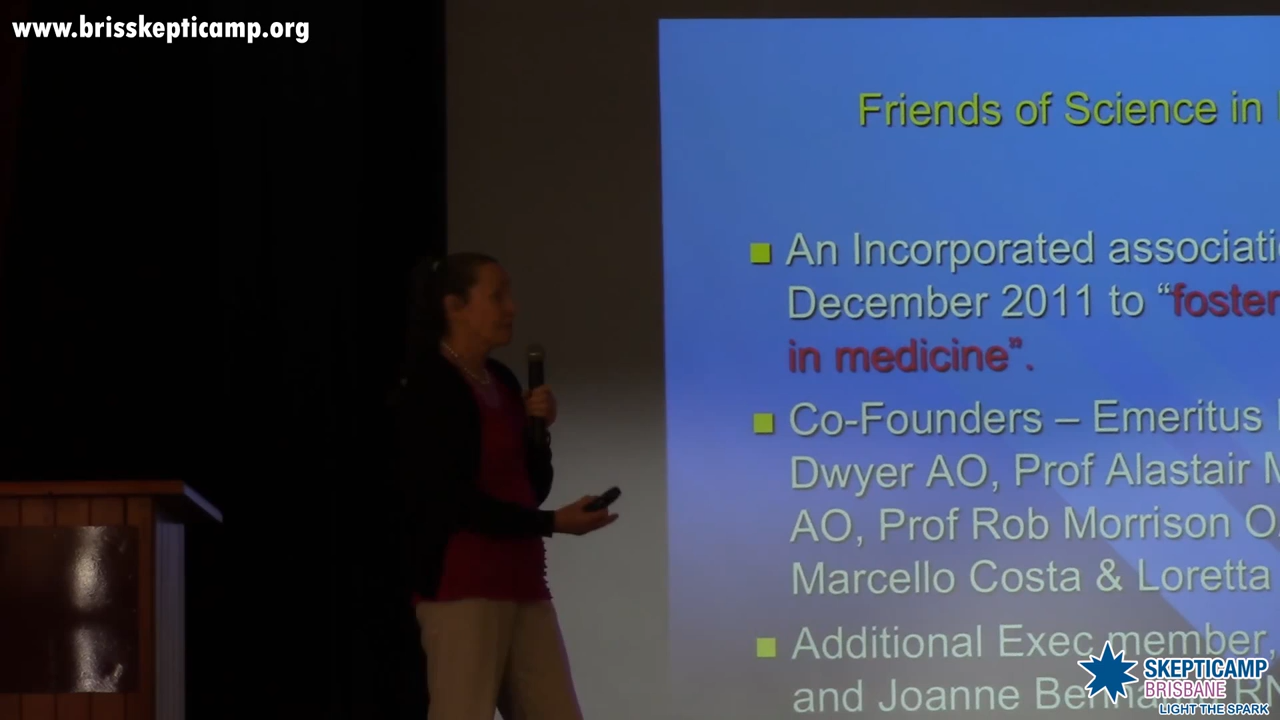 www.brisskepticamp.org
Friends of Science in
An Incorporated associati
December 2011 to “foster
in medicine”.
Co-Founders – Emeritus
Dwyer AO, Prof Alastair M
AO, Prof Rob Morrison O
Marcello Costa & Loretta
Additional Exec member,
and Joanne RN
SKEPTICAMP
BRISBANE
LIGHT THE SPARK